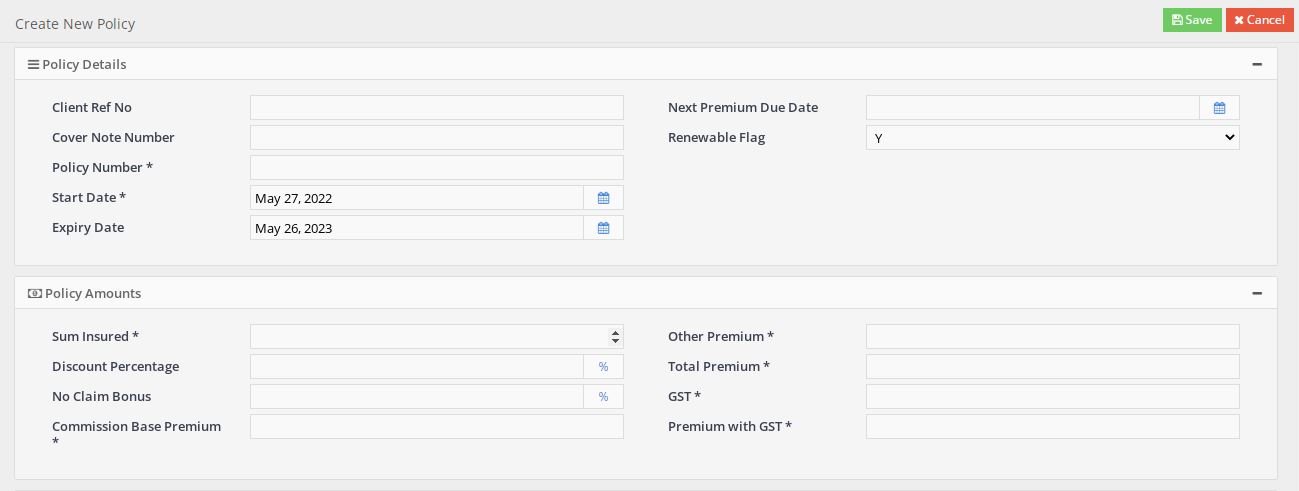 Create New Policy
Save Cancel
Policy Details
Client Ref No
Next Premium Due Date
Cover Note Number
Renewable Flag Y
Policy Number *
Start Date * May 27, 2022
Expiry Date May 26, 2023
Policy Amounts
Sum Insured *
Other Premium *
Discount Percentage %
Total Premium *
No Claim Bonus %
GST *
Commission Base Premium
*
Premium with GST *